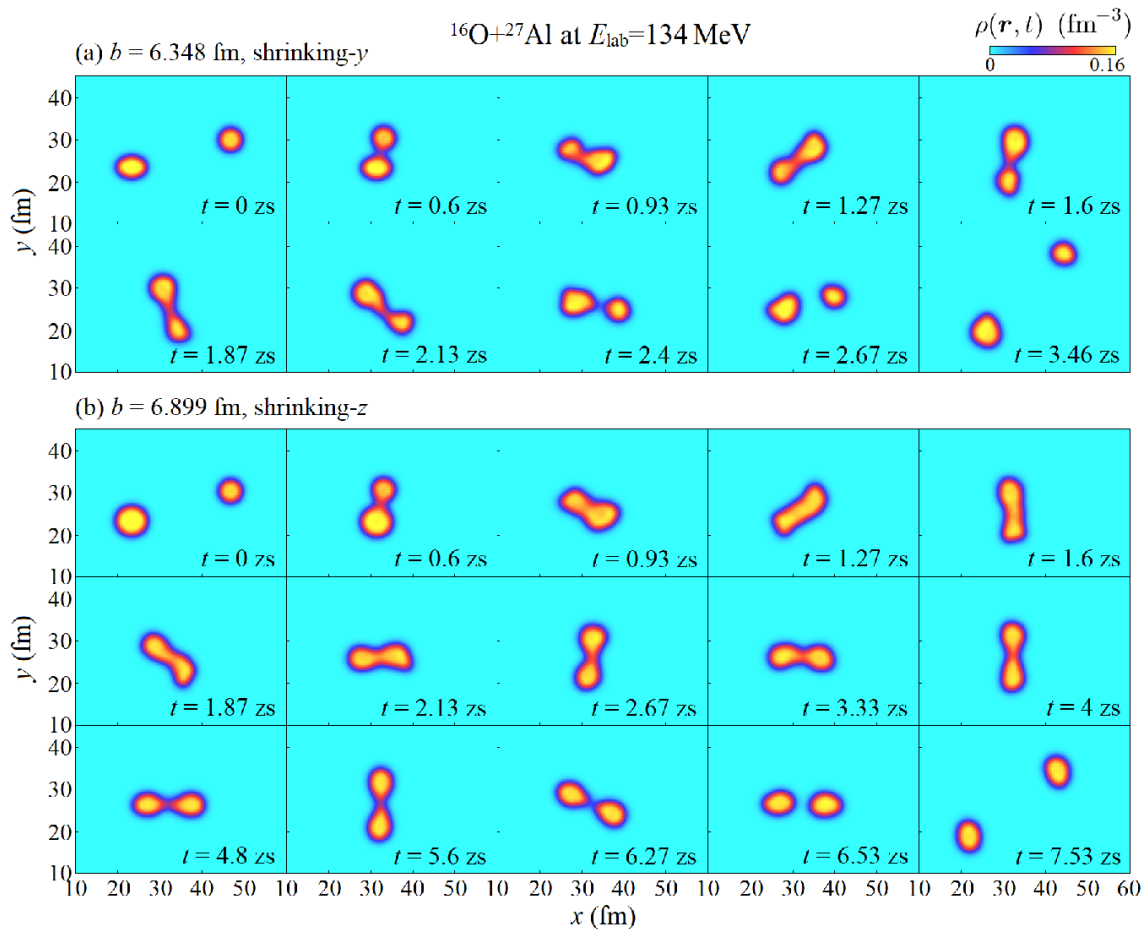 ¹⁶O+²⁷Al at E_lab=134 MeV
ρ(r, t) (fm⁻³)
0 0.16
(a) b = 6.348 fm, shrinking-y
40
30
20
10
t = 0 zs
t = 0.6 zs
t = 0.93 zs
t = 1.27 zs
t = 1.6 zs
y (fm)
40
30
20
10
t = 1.87 zs
t = 2.13 zs
t = 2.4 zs
t = 2.67 zs
t = 3.46 zs
(b) b = 6.899 fm, shrinking-z
40
30
20
10
t = 0 zs
t = 0.6 zs
t = 0.93 zs
t = 1.27 zs
t = 1.6 zs
y (fm)
40
30
20
10
t = 1.87 zs
t = 2.13 zs
t = 2.67 zs
t = 3.33 zs
t = 4 zs
40
30
20
10
t = 4.8 zs
t = 5.6 zs
t = 6.27 zs
t = 6.53 zs
t = 7.53 zs
10 20 30 40 50 10 20 30 40 50 10 20 30 40 50 10 20 30 40 50 10 20 30 40 50 60
x (fm)